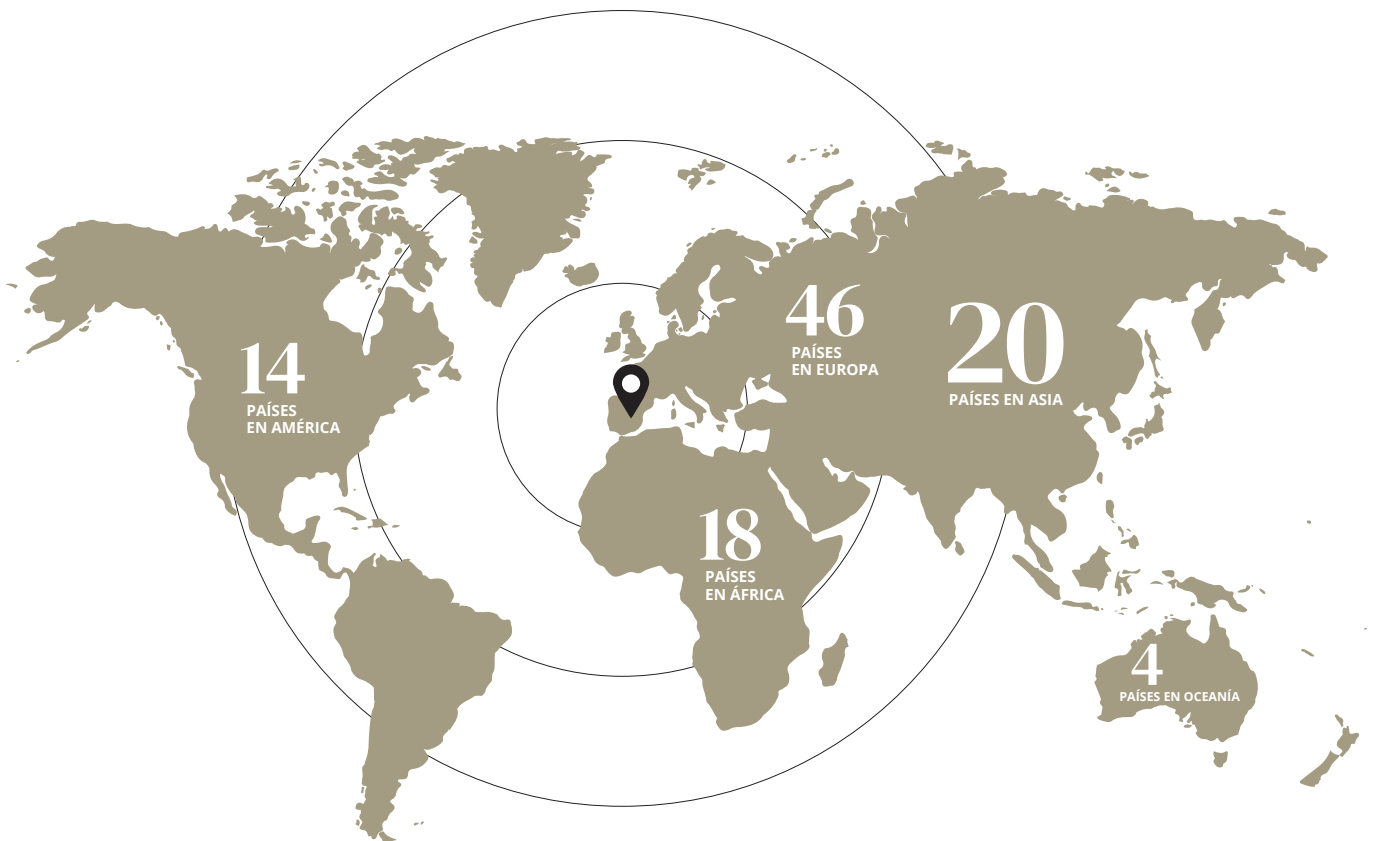 14
PAÍSES
EN AMÉRICA
46
PAÍSES
EN EUROPA
20
PAÍSES EN ASIA
18
PAÍSES
EN ÁFRICA
4
PAÍSES EN OCEANÍA